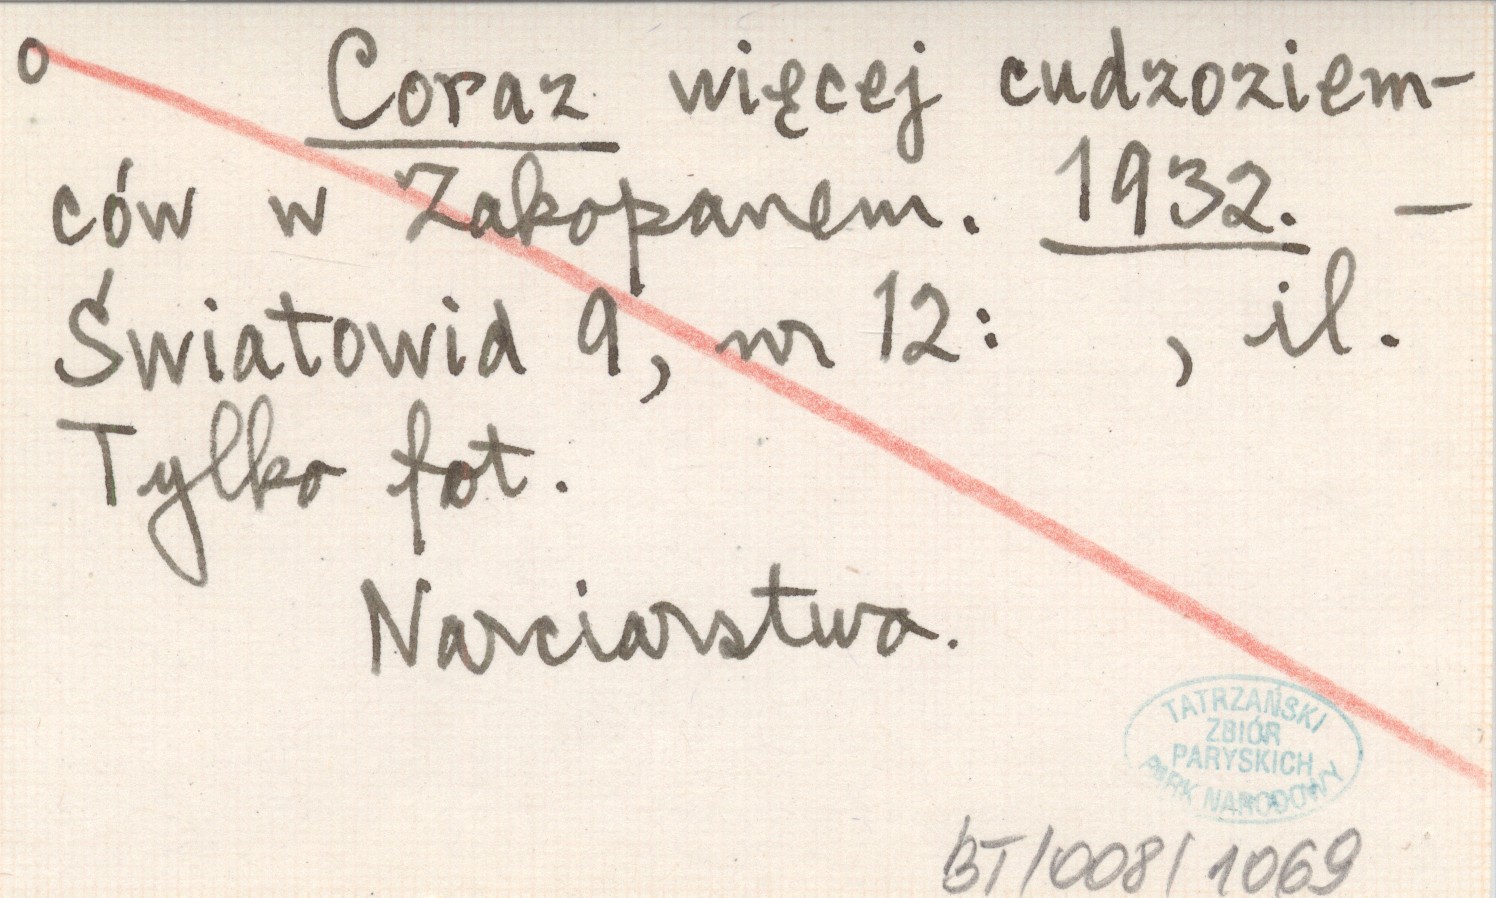 o Coraz więcej cudzoziem-
ców w Zakopanem. 1932. —
Światowid 9, nr 12: , il.
Tylko fot.
Narciarstwo.
TATRZAŃSKI
ZBIÓR
PARYSKICH
PARK NARODOWY
BT/008/1069